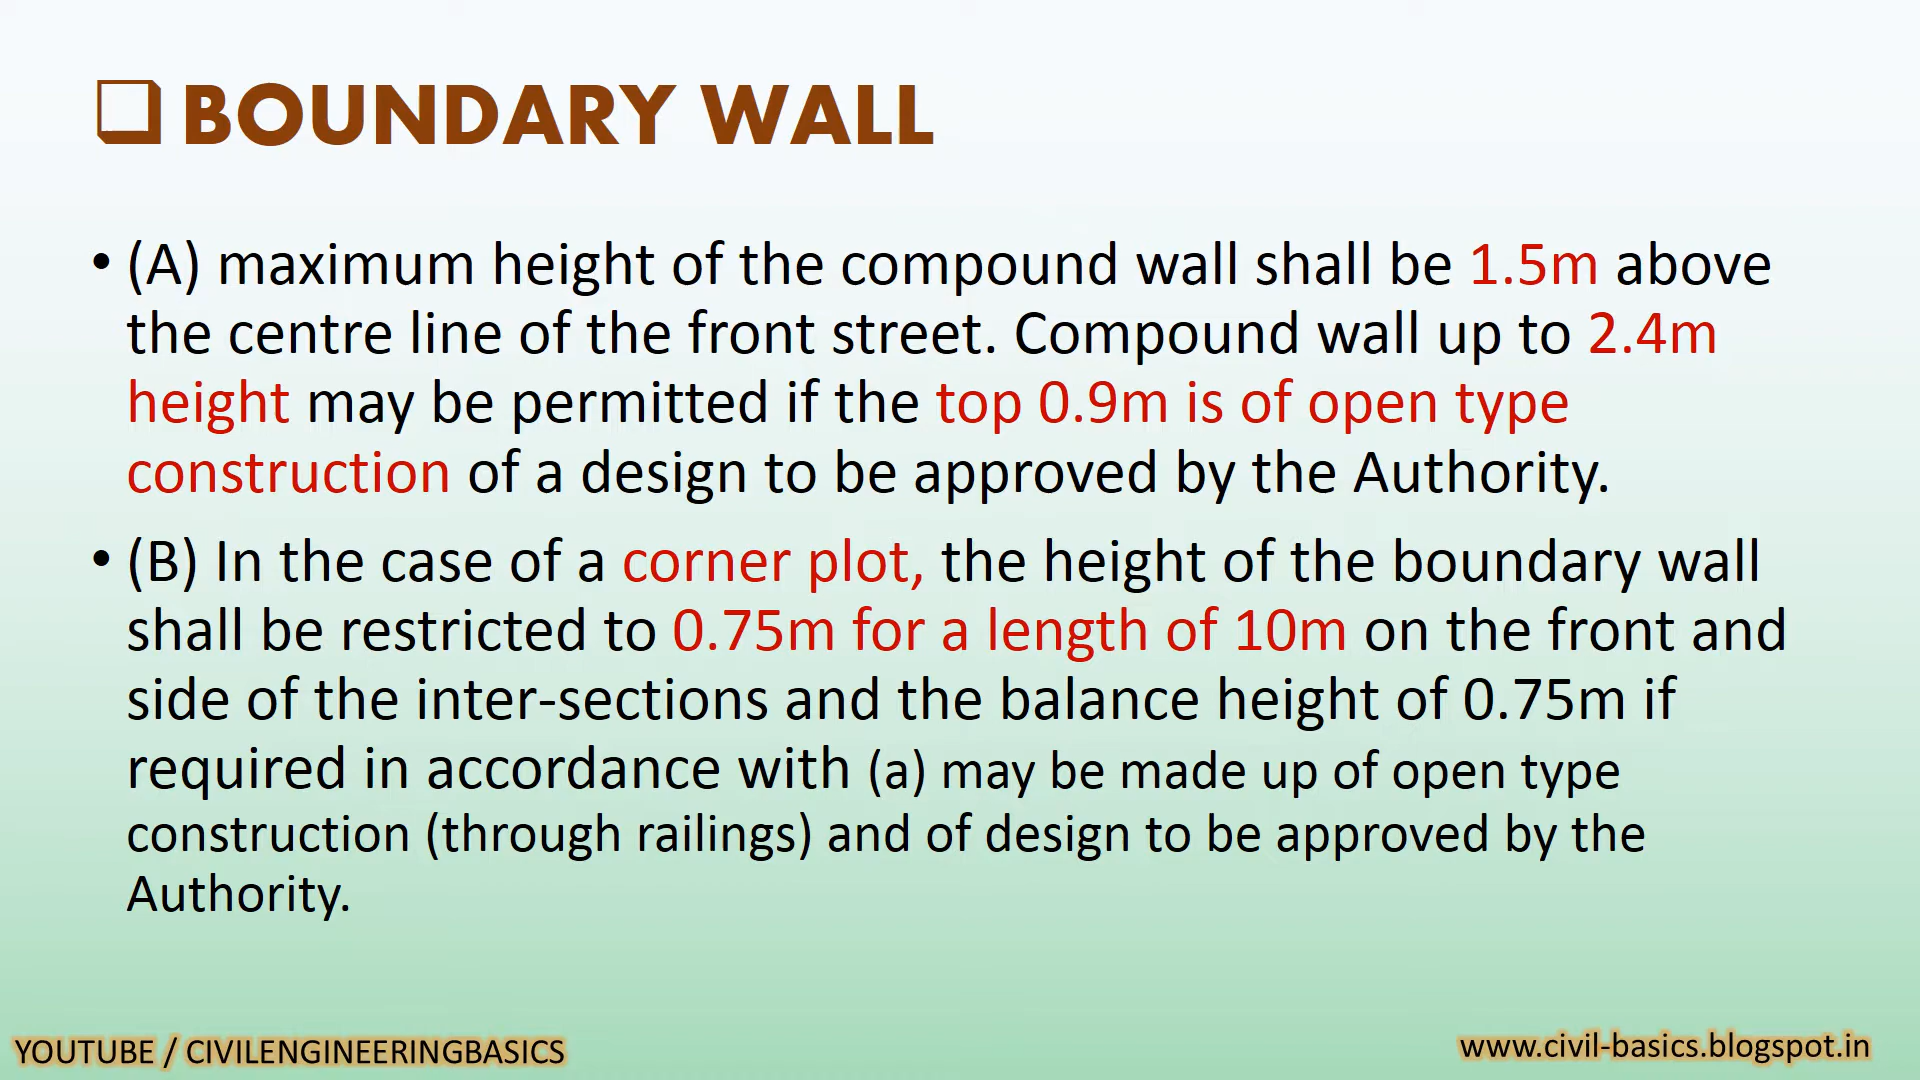 ❑ BOUNDARY WALL
• (A) maximum height of the compound wall shall be 1.5m above
the centre line of the front street. Compound wall up to 2.4m
height may be permitted if the top 0.9m is of open type
construction of a design to be approved by the Authority.
• (B) In the case of a corner plot, the height of the boundary wall
shall be restricted to 0.75m for a length of 10m on the front and
side of the inter-sections and the balance height of 0.75m if
required in accordance with (a) may be made up of open type
construction (through railings) and of design to be approved by the
Authority.
YOUTUBE / CIVILENGINEERINGBASICS
www.civil-basics.blogspot.in